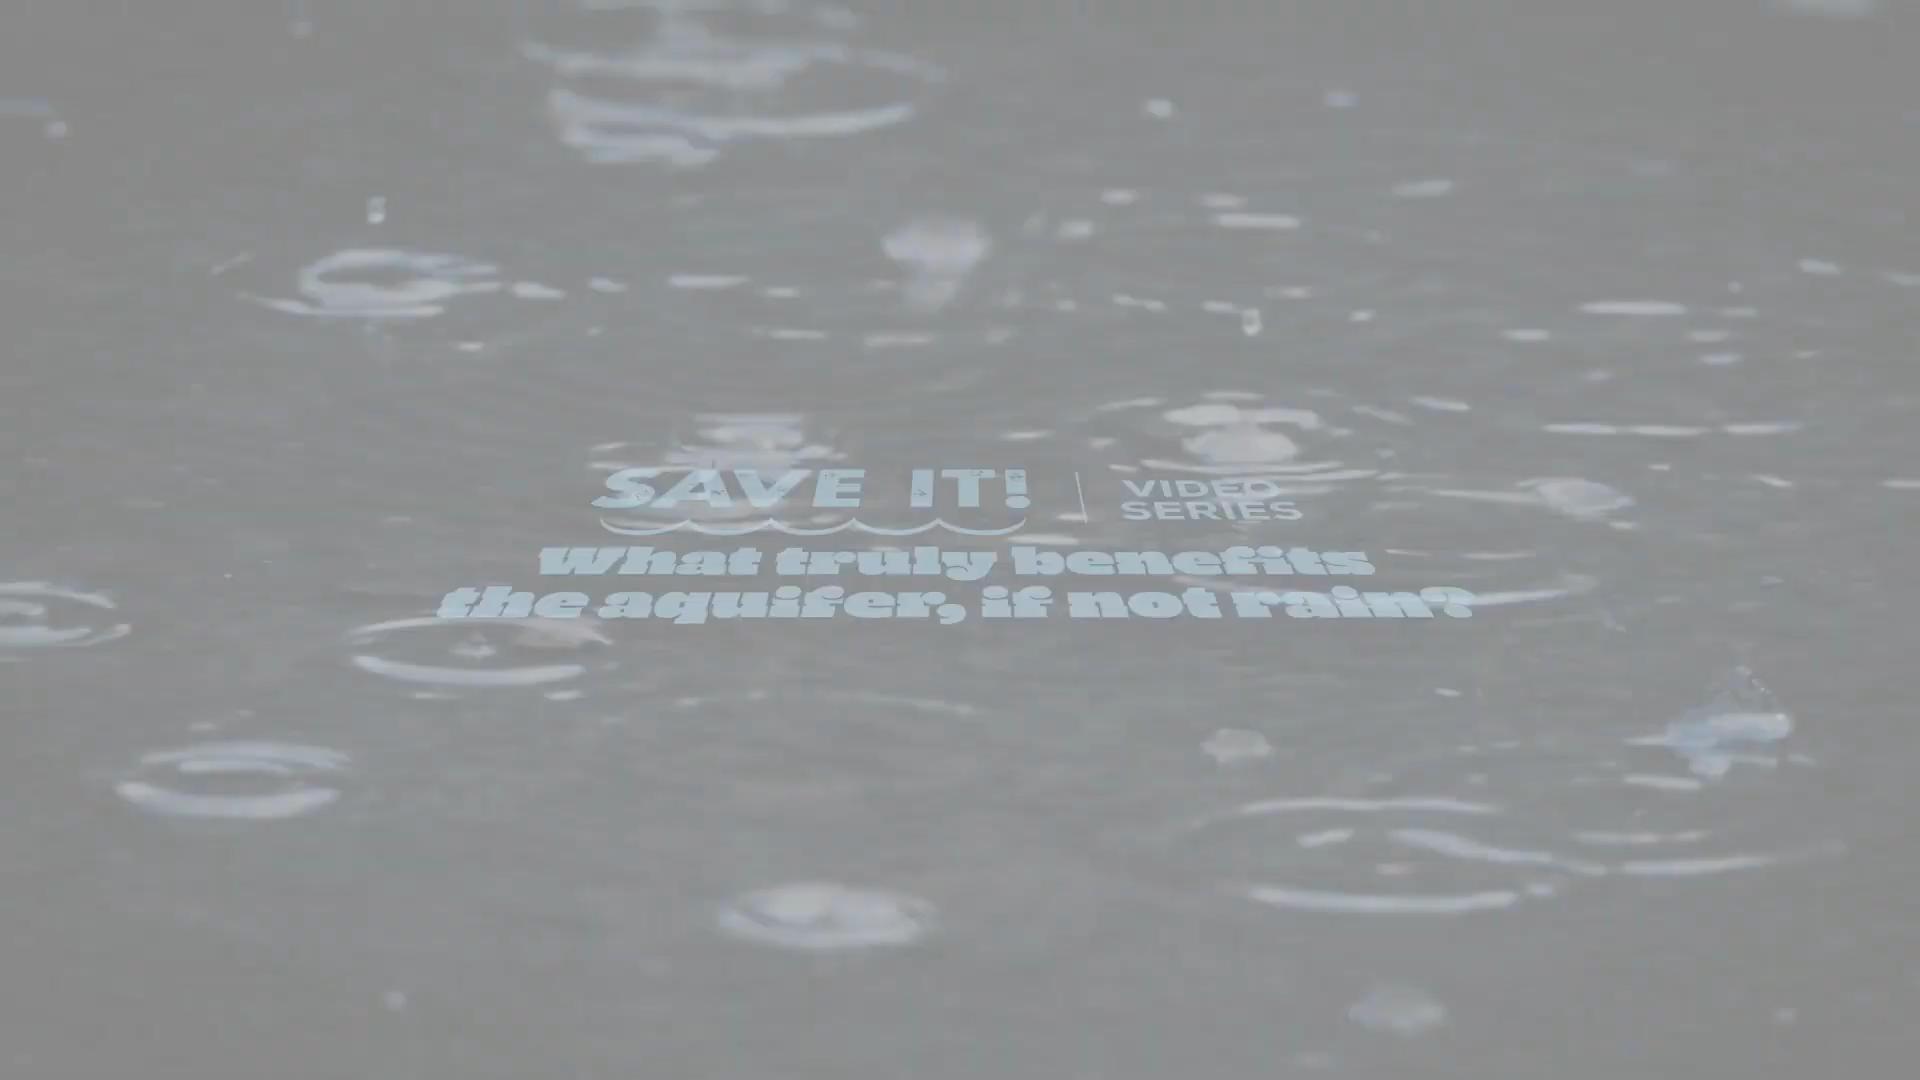 SAVE IT!
VIDEO
SERIES
What truly benefits
the aquifer, if not rain?